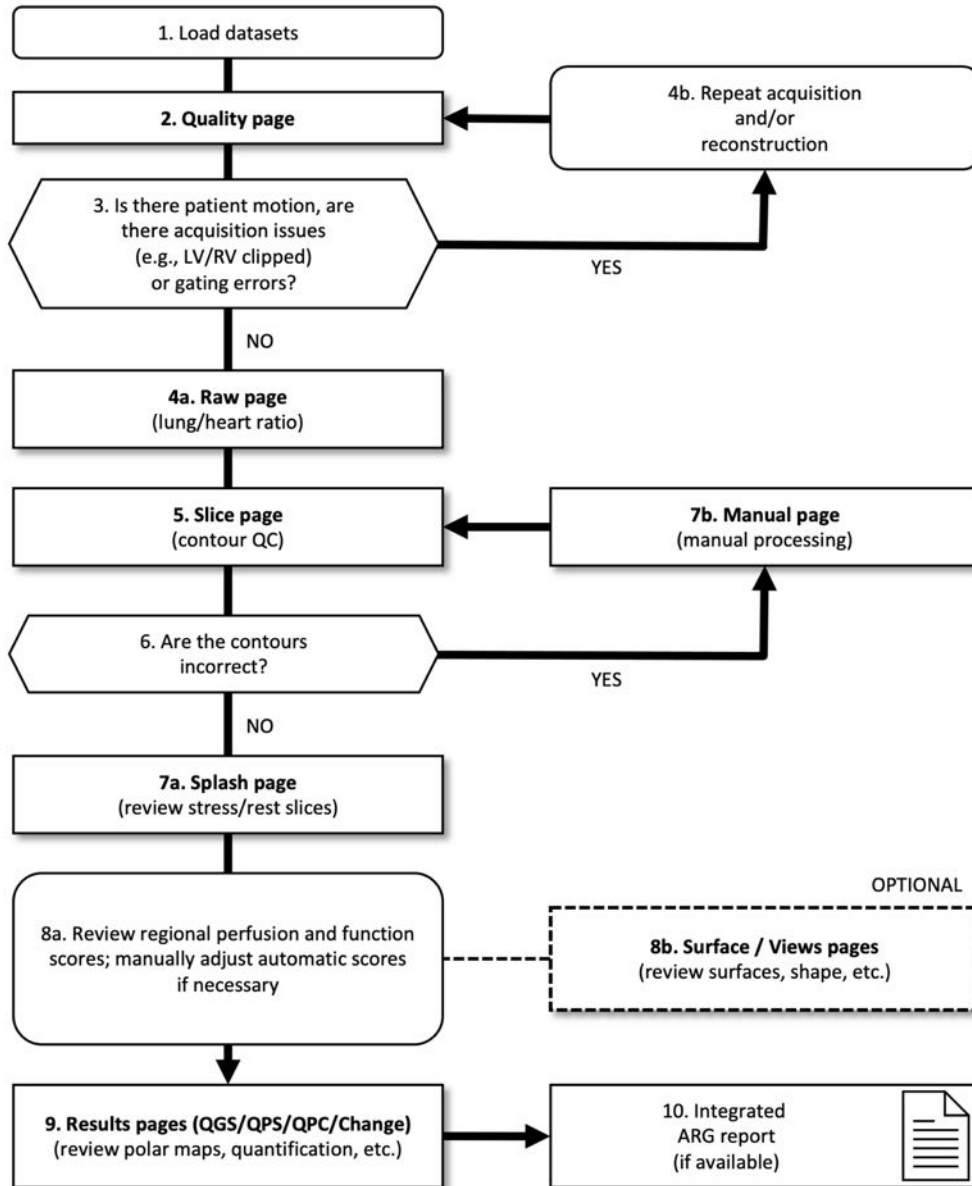 1. Load datasets
2. Quality page
4b. Repeat acquisition
and/or
reconstruction
3. Is there patient motion, are
there acquisition issues
(e.g., LV/RV clipped)
or gating errors?
YES
NO
4a. Raw page
(lung/heart ratio)
5. Slice page
(contour QC)
7b. Manual page
(manual processing)
6. Are the contours
incorrect?
YES
NO
7a. Splash page
(review stress/rest slices)
OPTIONAL
8a. Review regional perfusion and function
scores; manually adjust automatic scores
if necessary
8b. Surface / Views pages
(review surfaces, shape, etc.)
9. Results pages (QGS/QPS/QPC/Change)
(review polar maps, quantification, etc.)
10. Integrated
ARG report
(if available)